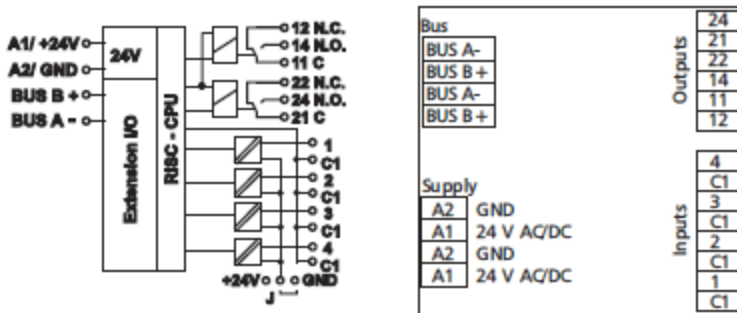 A1/ +24V
A2/ GND
BUS B +
BUS A -
24V
Extension I/O
RISC - CPU
12 N.C.
14 N.O.
11 C
22 N.C.
24 N.O.
21 C
1
C1
2
C1
3
C1
4
C1
+24V
GND
J
Bus
BUS A-
BUS B +
BUS A-
BUS B +
Supply
A2 GND
A1 24 V AC/DC
A2 GND
A1 24 V AC/DC
Outputs
24
21
22
14
11
12
Inputs
4
C1
3
C1
2
C1
1
C1